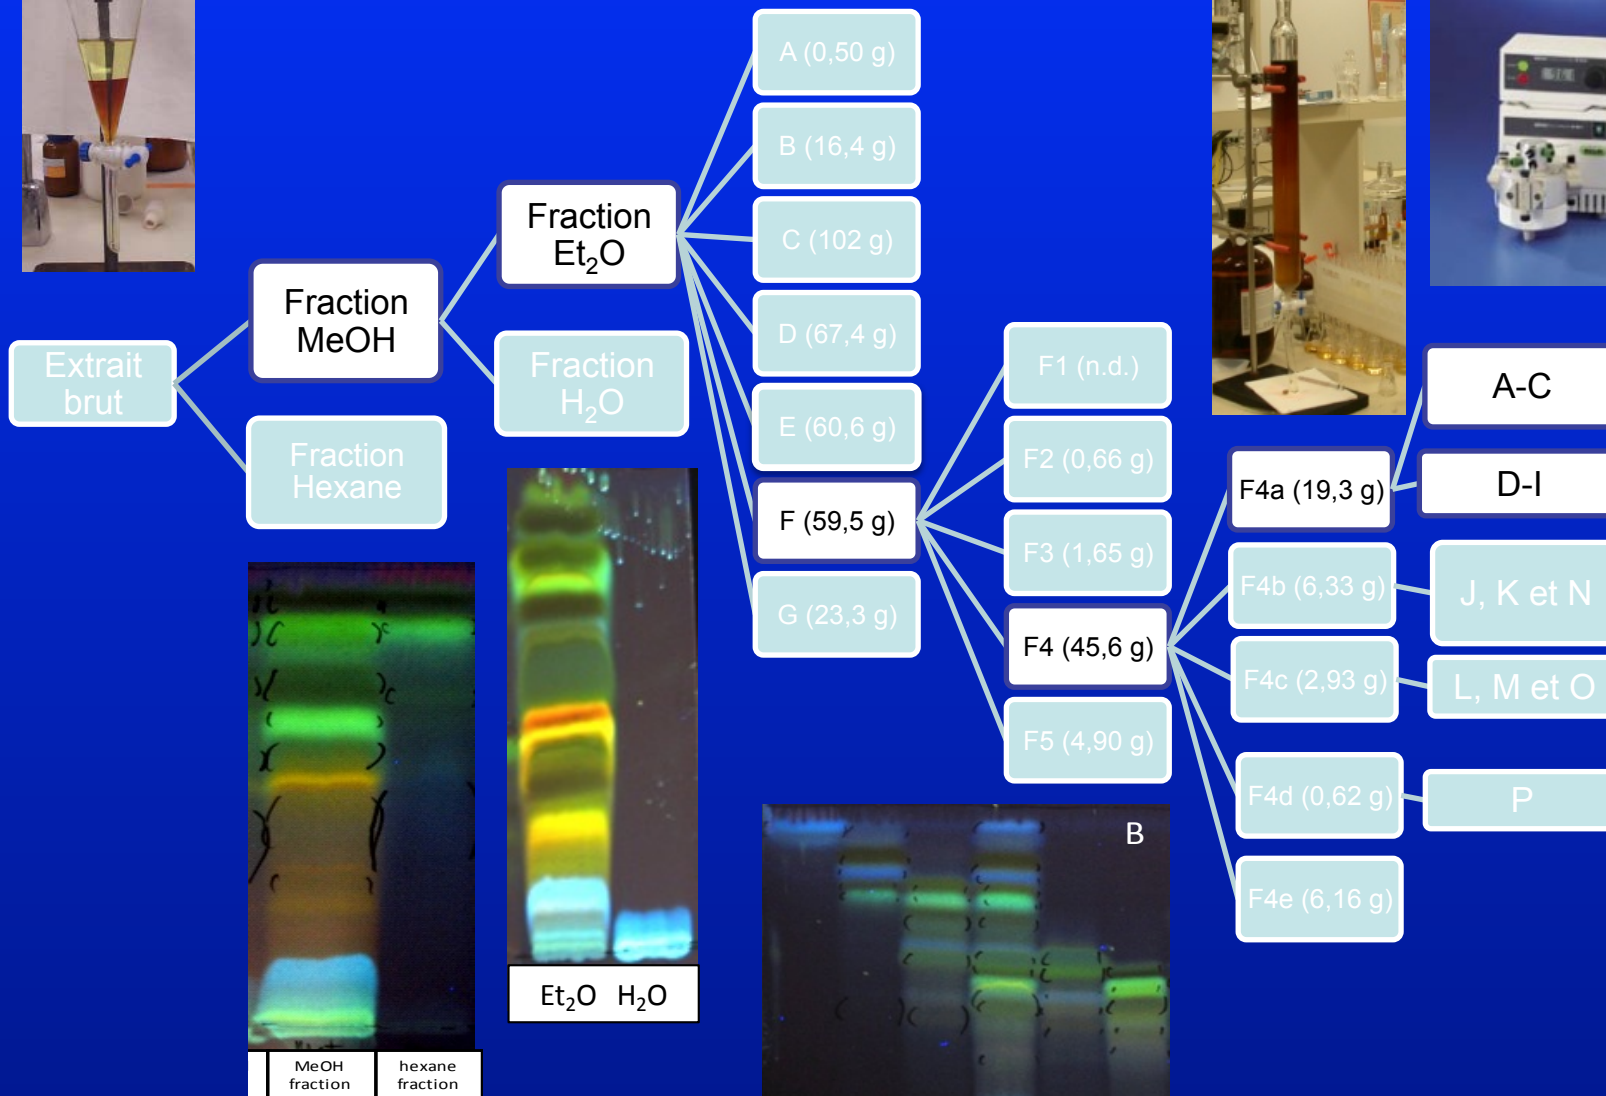 Extrait
brut
Fraction
MeOH
Fraction
Hexane
Fraction
Et₂O
Fraction
H₂O
A (0,50 g)
B (16,4 g)
C (102 g)
D (67,4 g)
E (60,6 g)
F (59,5 g)
G (23,3 g)
F1 (n.d.)
F2 (0,66 g)
F3 (1,65 g)
F4 (45,6 g)
F5 (4,90 g)
F4a (19,3 g)
F4b (6,33 g)
F4c (2,93 g)
F4d (0,62 g)
F4e (6,16 g)
A-C
D-I
J, K et N
L, M et O
P
MeOH
fraction
hexane
fraction
Et₂O H₂O
B